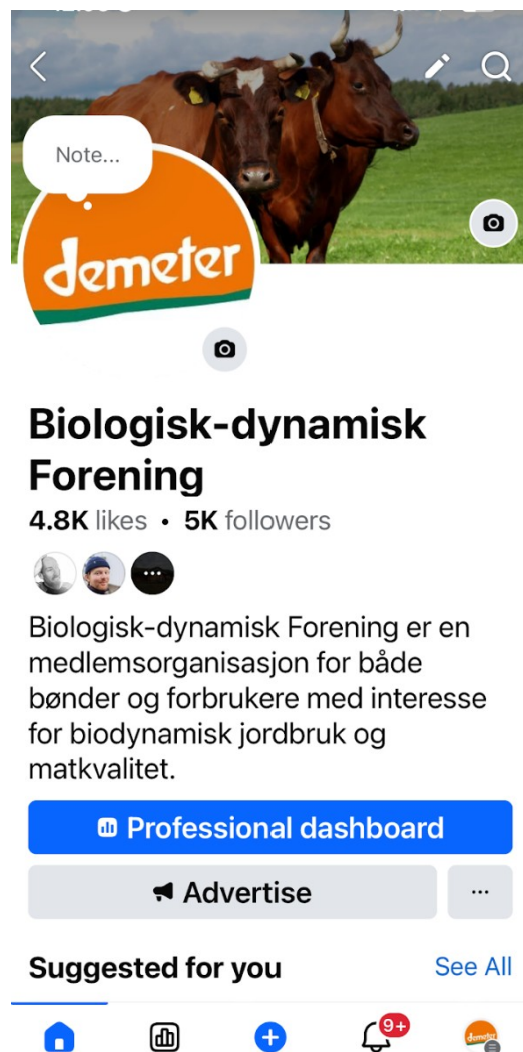 Note...
demeter
Biologisk-dynamisk
Forening
4.8K likes • 5K followers
Biologisk-dynamisk Forening er en
medlemsorganisasjon for både
bønder og forbrukere med interesse
for biodynamisk jordbruk og
matkvalitet.
Professional dashboard
Advertise
Suggested for you
See All
9+
demeter